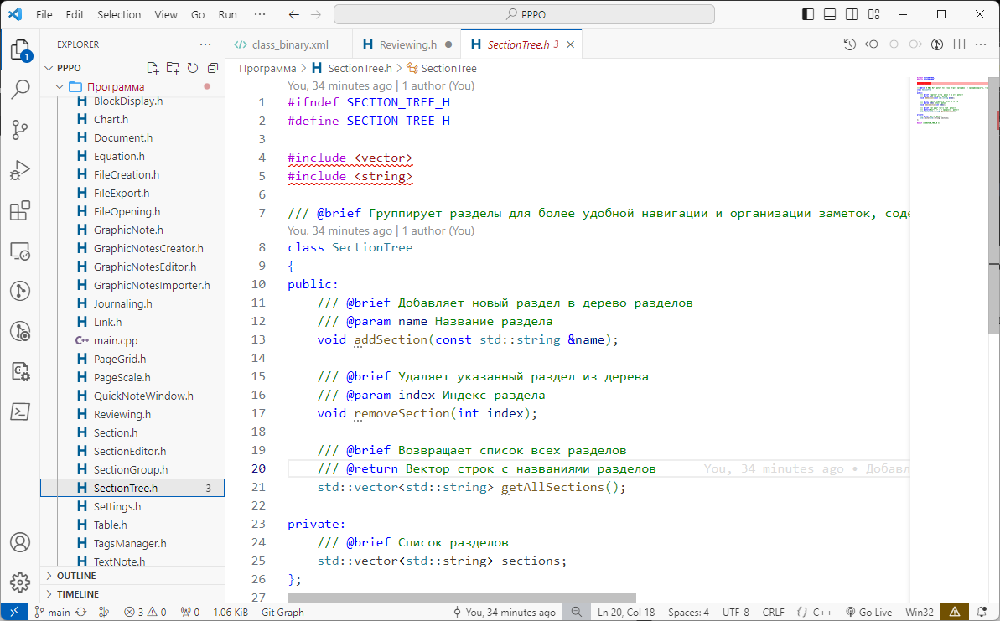 File Edit Selection View Go Run ··· PPPO
EXPLORER ···
PPPO
Программа
BlockDisplay.h
Chart.h
Document.h
Equation.h
FileCreation.h
FileExport.h
FileOpening.h
GraphicNote.h
GraphicNotesCreator.h
GraphicNotesEditor.h
GraphicNotesImporter.h
Journaling.h
Link.h
main.cpp
PageGrid.h
PageScale.h
QuickNoteWindow.h
Reviewing.h
Section.h
SectionEditor.h
SectionGroup.h
SectionTree.h 3
Settings.h
Table.h
TagsManager.h
TextNote.h
OUTLINE
TIMELINE
1
class_binary.xml H Reviewing.h H SectionTree.h 3
Программа > H SectionTree.h > SectionTree
You, 34 minutes ago | 1 author (You)
1 #ifndef SECTION_TREE_H
2 #define SECTION_TREE_H
3
4 #include <vector>
5 #include <string>
6
7 /// @brief Группирует разделы для более удобной навигации и организации заметок,
You, 34 minutes ago | 1 author (You)
8 class SectionTree
9 {
10 public:
11 /// @brief Добавляет новый раздел в дерево разделов
12 /// @param name Название раздела
13 void addSection(const std::string &name);
14
15 /// @brief Удаляет указанный раздел из дерева
16 /// @param index Индекс раздела
17 void removeSection(int index);
18
19 /// @brief Возвращает список всех разделов
20 /// @return Вектор строк с названиями разделов You, 34 minutes ago • Добавл
21 std::vector<std::string> getAllSections();
22
23 private:
24 /// @brief Список разделов
25 std::vector<std::string> sections;
26 };
27
main 3 0 0 1.06 KiB Git Graph You, 34 minutes ago Ln 20, Col 18 Spaces: 4 UTF-8 CRLF {} C++ Go Live Win32